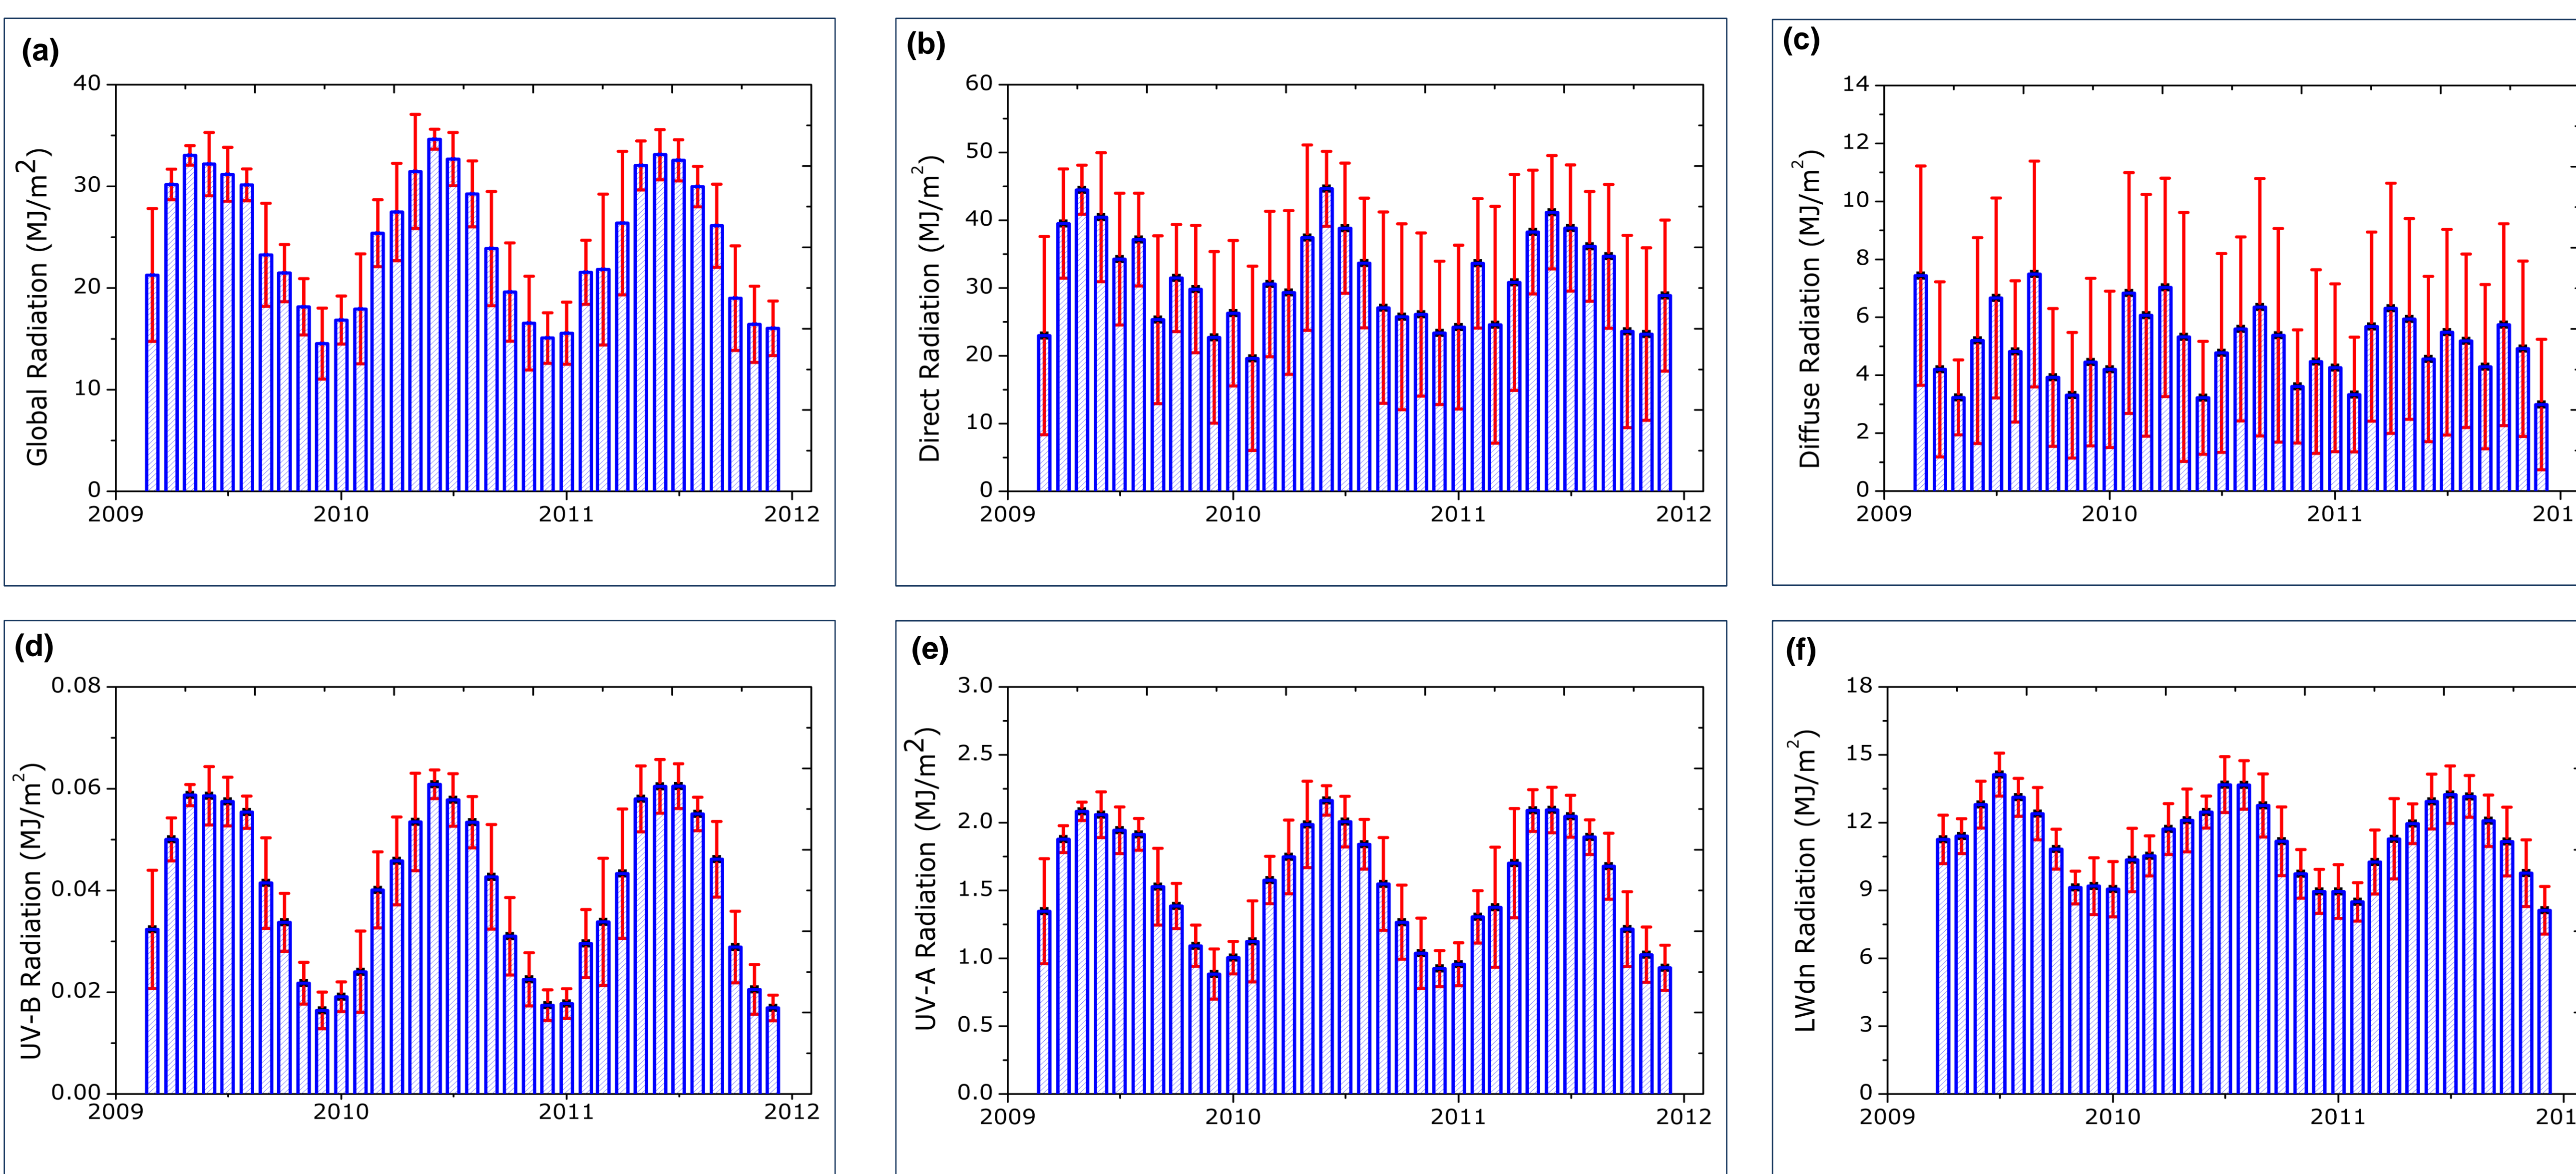 (a)
40
30
20
10
0
Global Radiation (MJ/m²)
2009 2010 2011 2012
(b)
60
50
40
30
20
10
0
Direct Radiation (MJ/m²)
2009 2010 2011 2012
(c)
14
12
10
8
6
4
2
0
Diffuse Radiation (MJ/m²)
2009 2010 2011 201
(d)
0.08
0.06
0.04
0.02
0.00
UV-B Radiation (MJ/m²)
2009 2010 2011 2012
(e)
3.0
2.5
2.0
1.5
1.0
0.5
0.0
UV-A Radiation (MJ/m²)
2009 2010 2011 2012
(f)
18
15
12
9
6
3
0
LWdn Radiation (MJ/m²)
2009 2010 2011 201